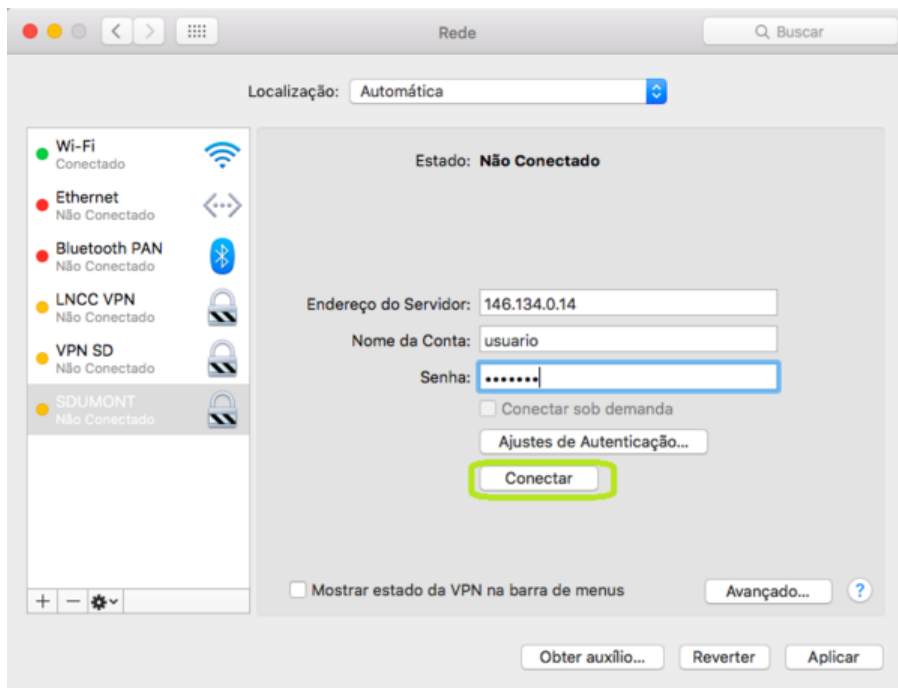 Rede
Buscar
Localização: Automática
Wi-Fi
Conectado
Ethernet
Não Conectado
Bluetooth PAN
Não Conectado
LNCC VPN
Não Conectado
VPN SD
Não Conectado
SDUMONT
Não Conectado
Estado: Não Conectado
Endereço do Servidor: 146.134.0.14
Nome da Conta: usuario
Senha: •••••••
Conectar sob demanda
Ajustes de Autenticação...
Conectar
Mostrar estado da VPN na barra de menus
Avançado...
?
Obter auxílio...
Reverter
Aplicar